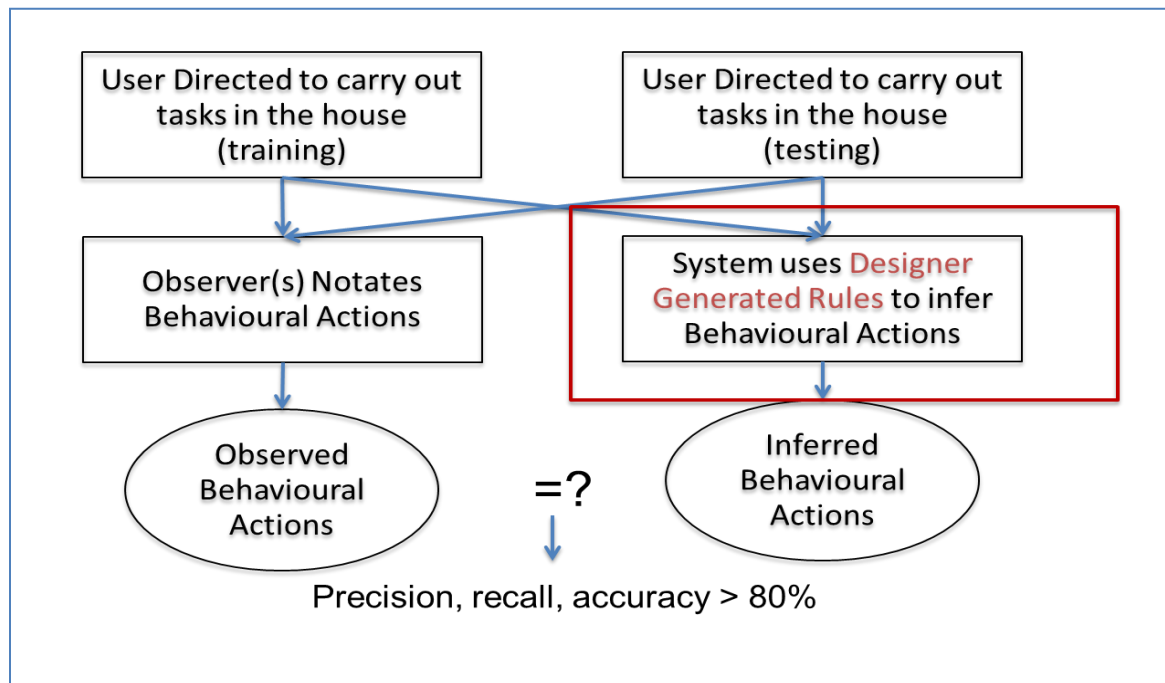 User Directed to carry out
tasks in the house
(training)
User Directed to carry out
tasks in the house
(testing)
Observer(s) Notates
Behavioural Actions
System uses Designer
Generated Rules to infer
Behavioural Actions
Observed
Behavioural
Actions
=?
Inferred
Behavioural
Actions
Precision, recall, accuracy > 80%